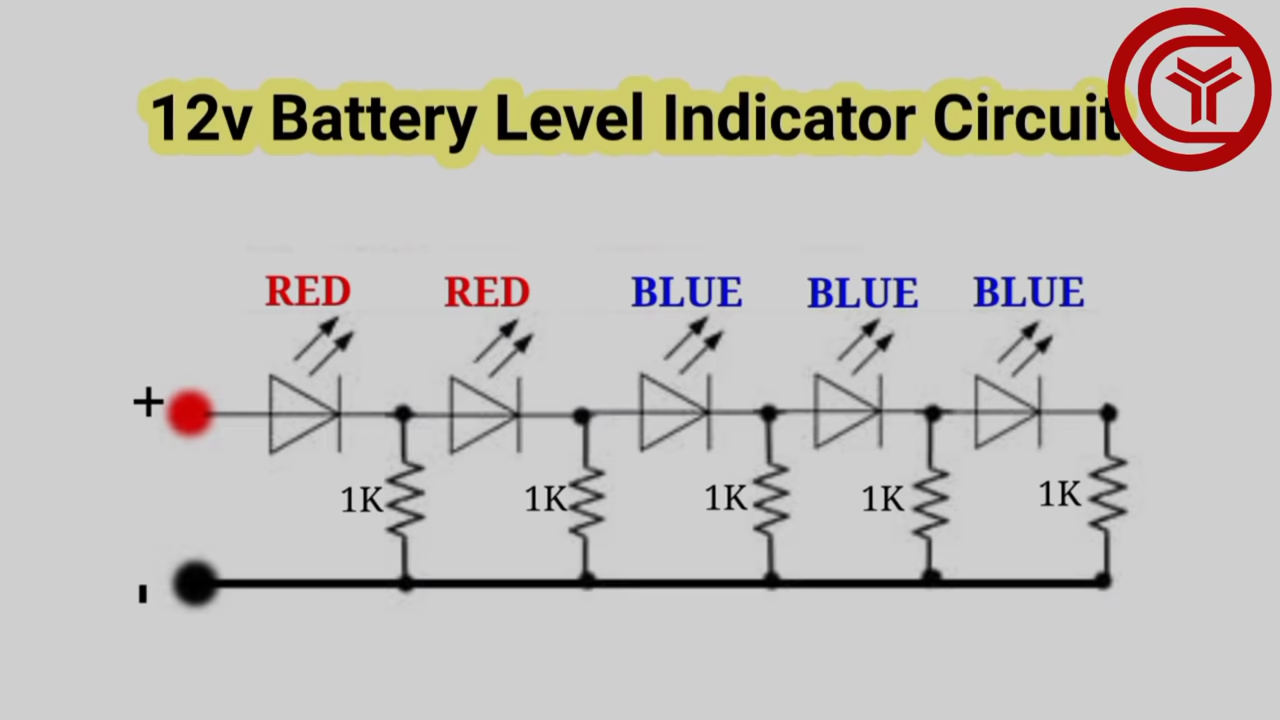 12v Battery Level Indicator Circuit
RED RED BLUE BLUE BLUE
+
1K 1K 1K 1K 1K
-